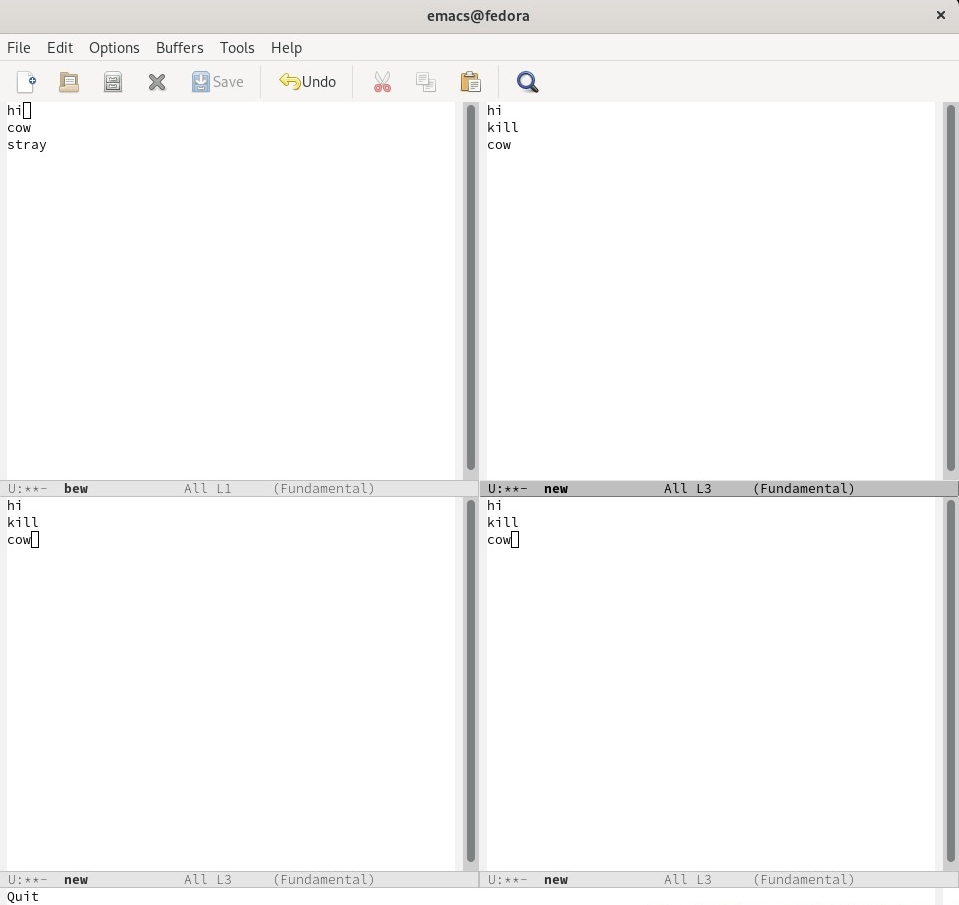 emacs@fedora
File Edit Options Buffers Tools Help
Save Undo
hi
cow
stray
U:**- bew All L1 (Fundamental)
hi
kill
cow
U:**- new All L3 (Fundamental)
hi
kill
cow
U:**- new All L3 (Fundamental)
hi
kill
cow
U:**- new All L3 (Fundamental)
Quit